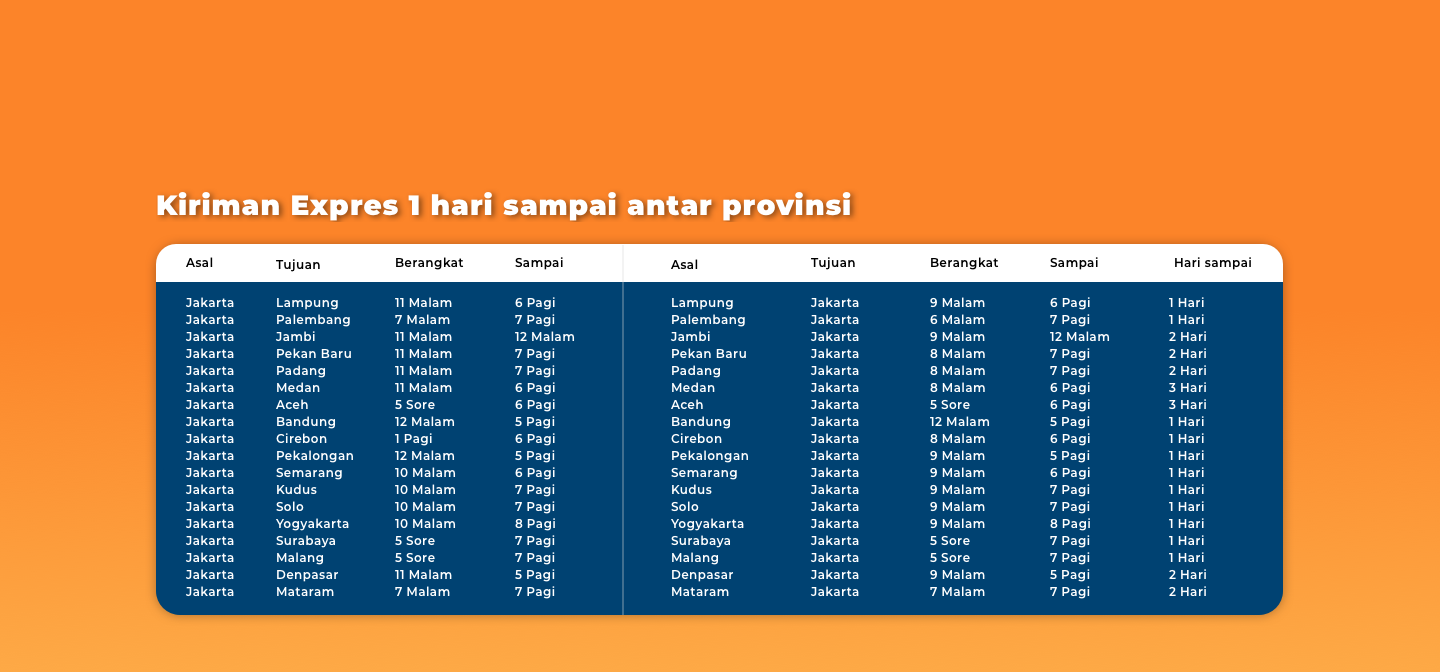 Kiriman Expres 1 hari sampai antar provinsi
Asal Tujuan Berangkat Sampai Asal Tujuan Berangkat Sampai Hari sampai
Jakarta Lampung 11 Malam 6 Pagi Lampung Jakarta 9 Malam 6 Pagi 1 Hari
Jakarta Palembang 7 Malam 7 Pagi Palembang Jakarta 6 Malam 7 Pagi 1 Hari
Jakarta Jambi 11 Malam 12 Malam Jambi Jakarta 9 Malam 12 Malam 2 Hari
Jakarta Pekan Baru 11 Malam 7 Pagi Pekan Baru Jakarta 8 Malam 7 Pagi 2 Hari
Jakarta Padang 11 Malam 7 Pagi Padang Jakarta 8 Malam 7 Pagi 2 Hari
Jakarta Medan 11 Malam 6 Pagi Medan Jakarta 8 Malam 6 Pagi 3 Hari
Jakarta Aceh 5 Sore 6 Pagi Aceh Jakarta 5 Sore 6 Pagi 3 Hari
Jakarta Bandung 12 Malam 5 Pagi Bandung Jakarta 12 Malam 5 Pagi 1 Hari
Jakarta Cirebon 1 Pagi 6 Pagi Cirebon Jakarta 8 Malam 6 Pagi 1 Hari
Jakarta Pekalongan 12 Malam 5 Pagi Pekalongan Jakarta 9 Malam 5 Pagi 1 Hari
Jakarta Semarang 10 Malam 6 Pagi Semarang Jakarta 9 Malam 6 Pagi 1 Hari
Jakarta Kudus 10 Malam 7 Pagi Kudus Jakarta 9 Malam 7 Pagi 1 Hari
Jakarta Solo 10 Malam 7 Pagi Solo Jakarta 9 Malam 7 Pagi 1 Hari
Jakarta Yogyakarta 10 Malam 8 Pagi Yogyakarta Jakarta 9 Malam 8 Pagi 1 Hari
Jakarta Surabaya 5 Sore 7 Pagi Surabaya Jakarta 5 Sore 7 Pagi 1 Hari
Jakarta Malang 5 Sore 7 Pagi Malang Jakarta 5 Sore 7 Pagi 1 Hari
Jakarta Denpasar 11 Malam 5 Pagi Denpasar Jakarta 9 Malam 5 Pagi 2 Hari
Jakarta Mataram 7 Malam 7 Pagi Mataram Jakarta 7 Malam 7 Pagi 2 Hari